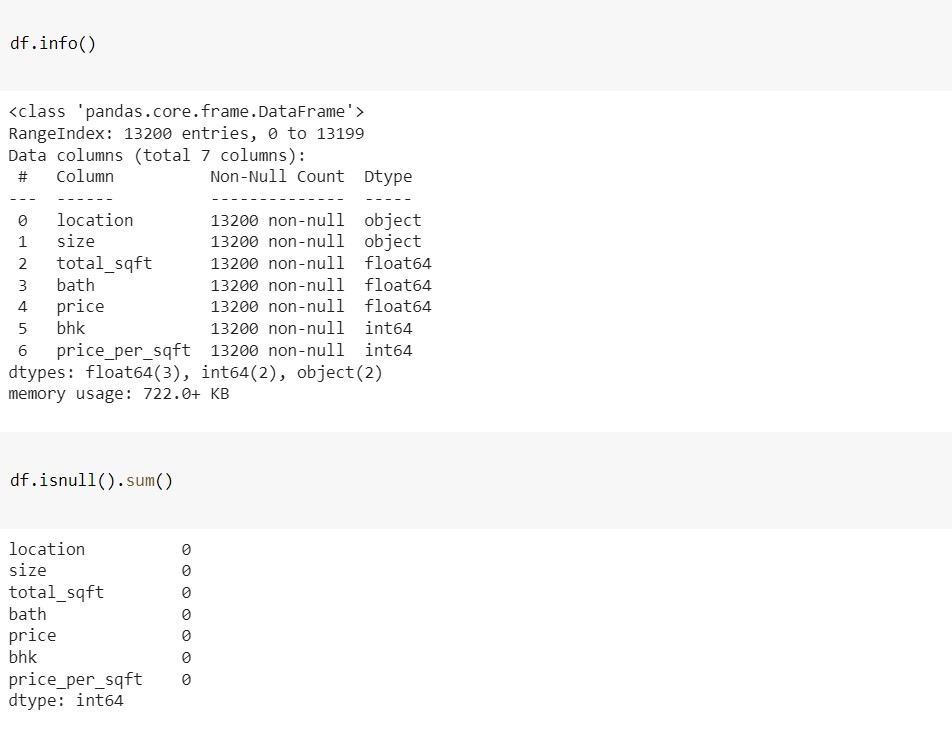 df.info()
<class 'pandas.core.frame.DataFrame'>
RangeIndex: 13200 entries, 0 to 13199
Data columns (total 7 columns):
 #   Column          Non-Null Count  Dtype
---  ------          --------------  -----
 0   location        13200 non-null  object
 1   size            13200 non-null  object
 2   total_sqft      13200 non-null  float64
 3   bath            13200 non-null  float64
 4   price           13200 non-null  float64
 5   bhk             13200 non-null  int64
 6   price_per_sqft  13200 non-null  int64
dtypes: float64(3), int64(2), object(2)
memory usage: 722.0+ KB
df.isnull().sum()
location          0
size              0
total_sqft        0
bath              0
price             0
bhk               0
price_per_sqft    0
dtype: int64